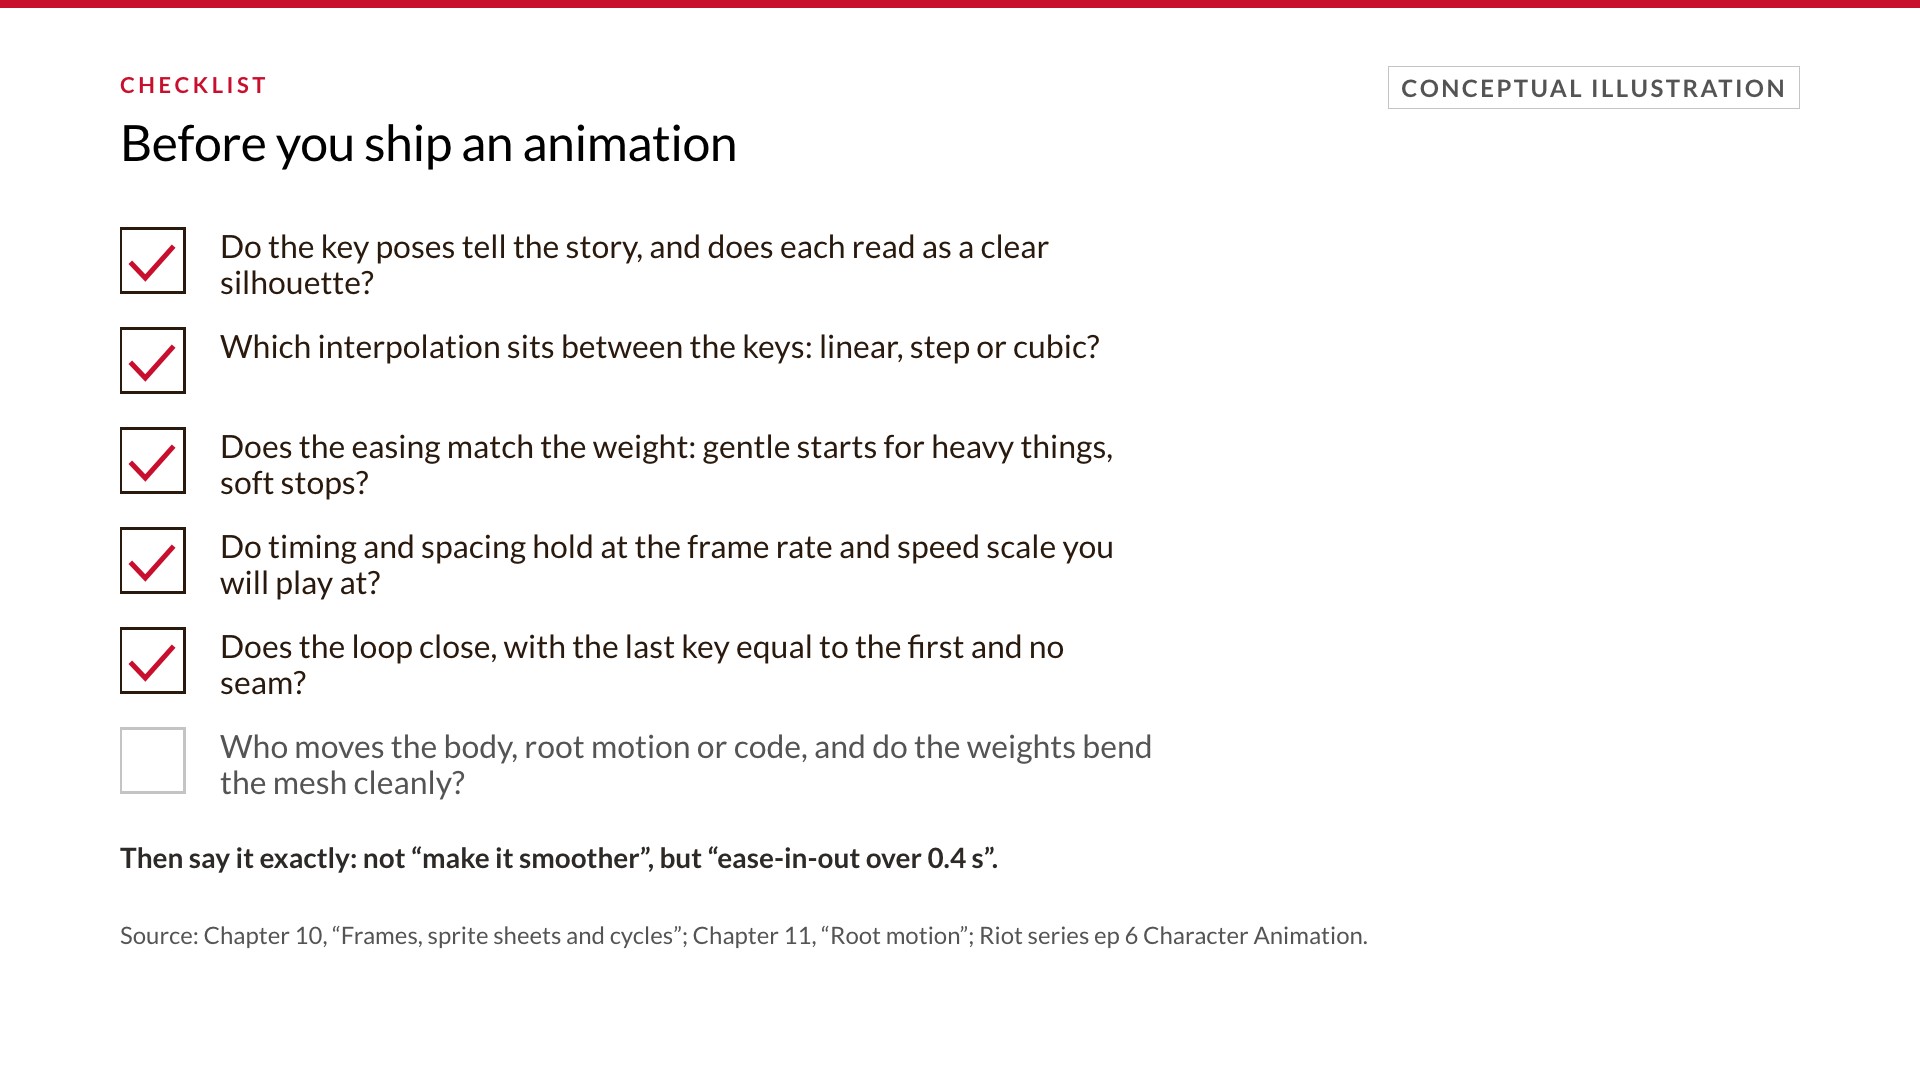 CHECKLIST
CONCEPTUAL ILLUSTRATION
Before you ship an animation
Do the key poses tell the story, and does each read as a clear
silhouette?
Which interpolation sits between the keys: linear, step or cubic?
Does the easing match the weight: gentle starts for heavy things,
soft stops?
Do timing and spacing hold at the frame rate and speed scale you
will play at?
Does the loop close, with the last key equal to the first and no
seam?
Who moves the body, root motion or code, and do the weights bend
the mesh cleanly?
Then say it exactly: not “make it smoother”, but “ease-in-out over 0.4 s”.
Source: Chapter 10, “Frames, sprite sheets and cycles”; Chapter 11, “Root motion”; Riot series ep 6 Character Animation.